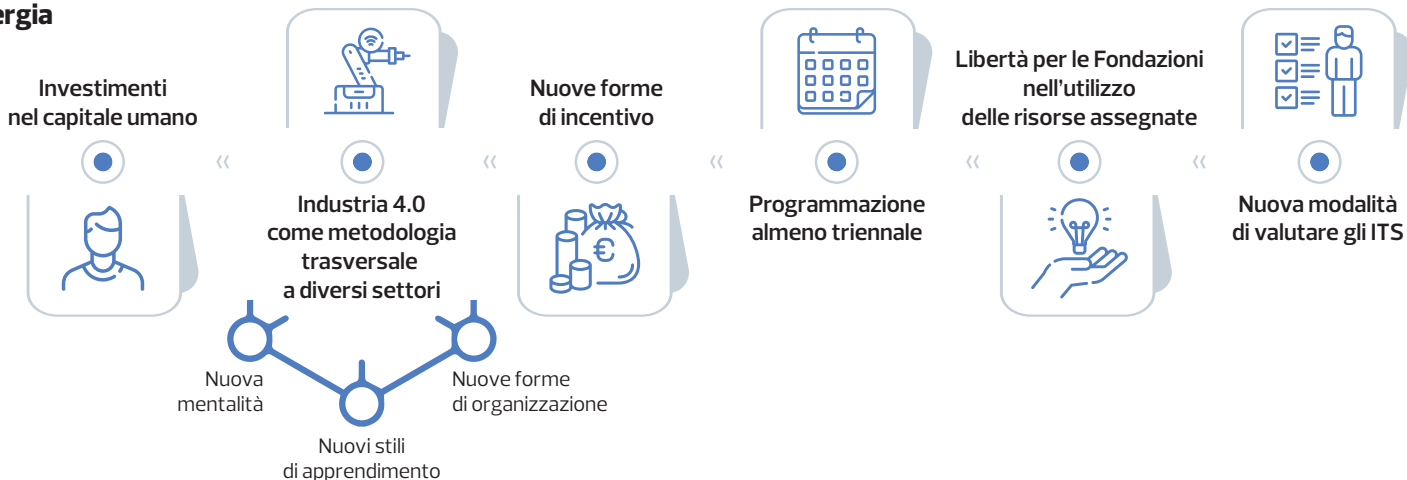 Investimenti
nel capitale umano
Industria 4.0
come metodologia
trasversale
a diversi settori
Nuova
mentalità
Nuovi stili
di apprendimento
Nuove forme
di organizzazione
Nuove forme
di incentivo
€
Programmazione
almeno triennale
Libertà per le Fondazioni
nell'utilizzo
delle risorse assegnate
Nuova modalità
di valutare gli ITS